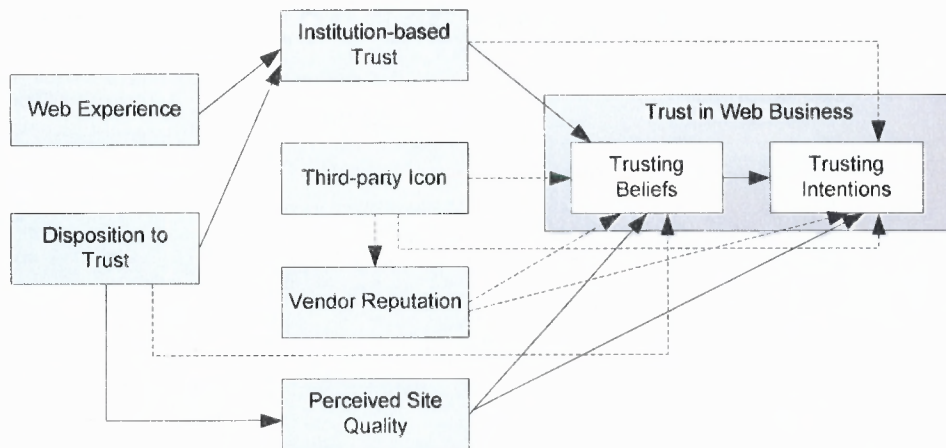 Institution-based
Trust
Web Experience
Trust in Web Business
Third-party Icon
Trusting
Beliefs
Trusting
Intentions
Disposition to
Trust
Vendor Reputation
Perceived Site
Quality